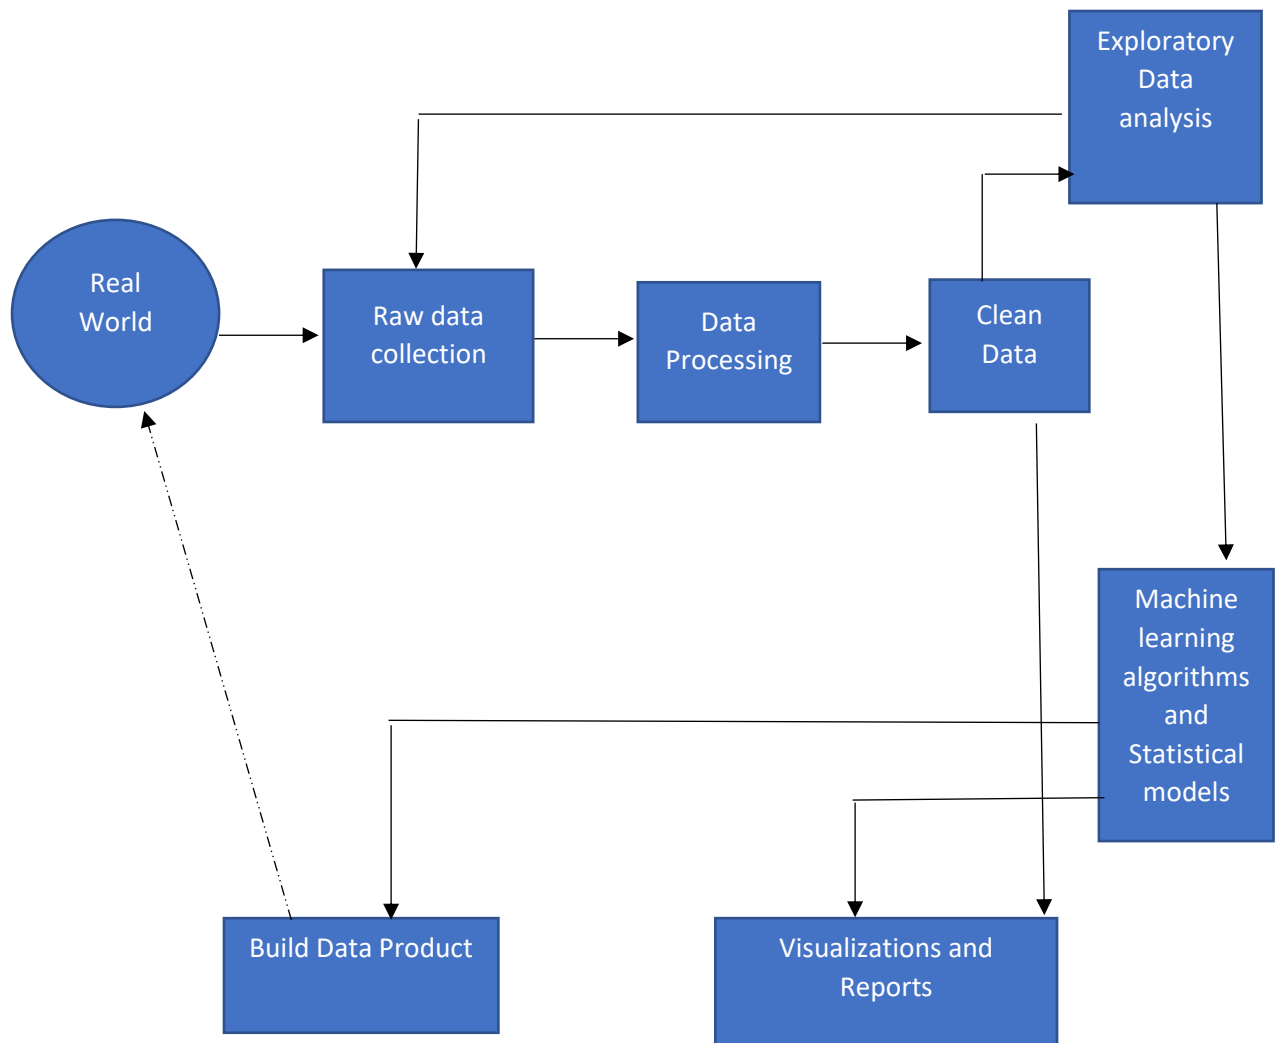 Exploratory
Data
analysis
Real
World
Raw data
collection
Data
Processing
Clean
Data
Machine
learning
algorithms
and
Statistical
models
Build Data Product
Visualizations and
Reports